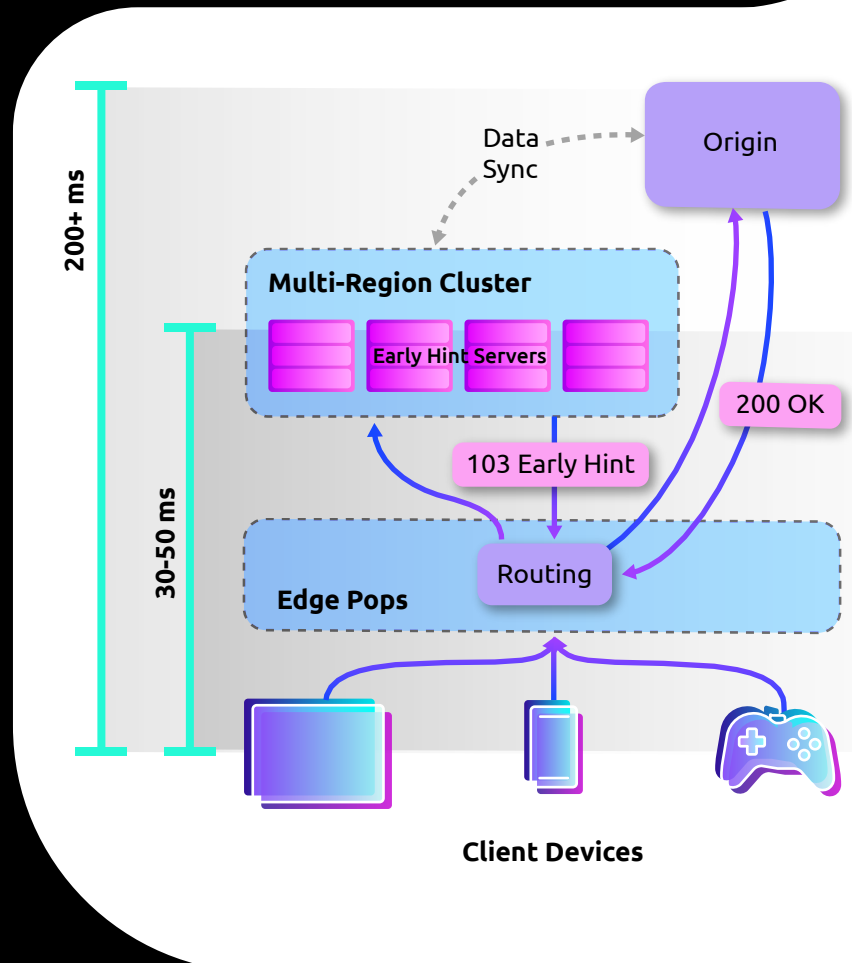 Origin
Data
Sync
200+ ms
Multi-Region Cluster
Early Hint Servers
200 OK
103 Early Hint
30-50 ms
Routing
Edge Pops
Client Devices